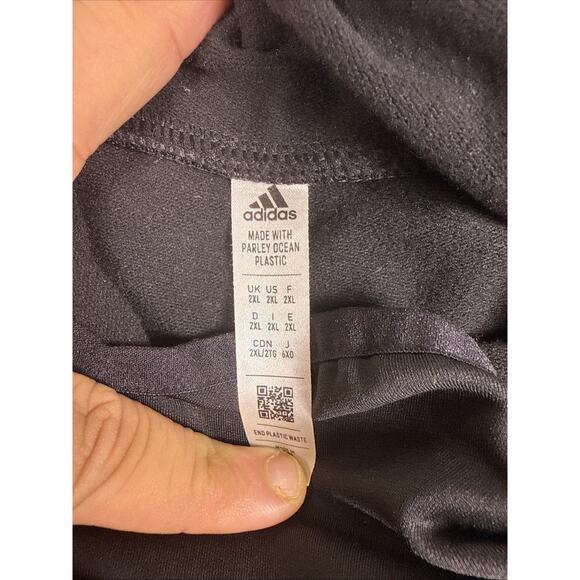 adidas
MADE WITH
PARLEY OCEAN
PLASTIC
UK US F
2XL 2XL 2XL
D I E
2XL 2XL 2XL
CDN J
2XL/2TG 6XO
END PLASTIC WASTE